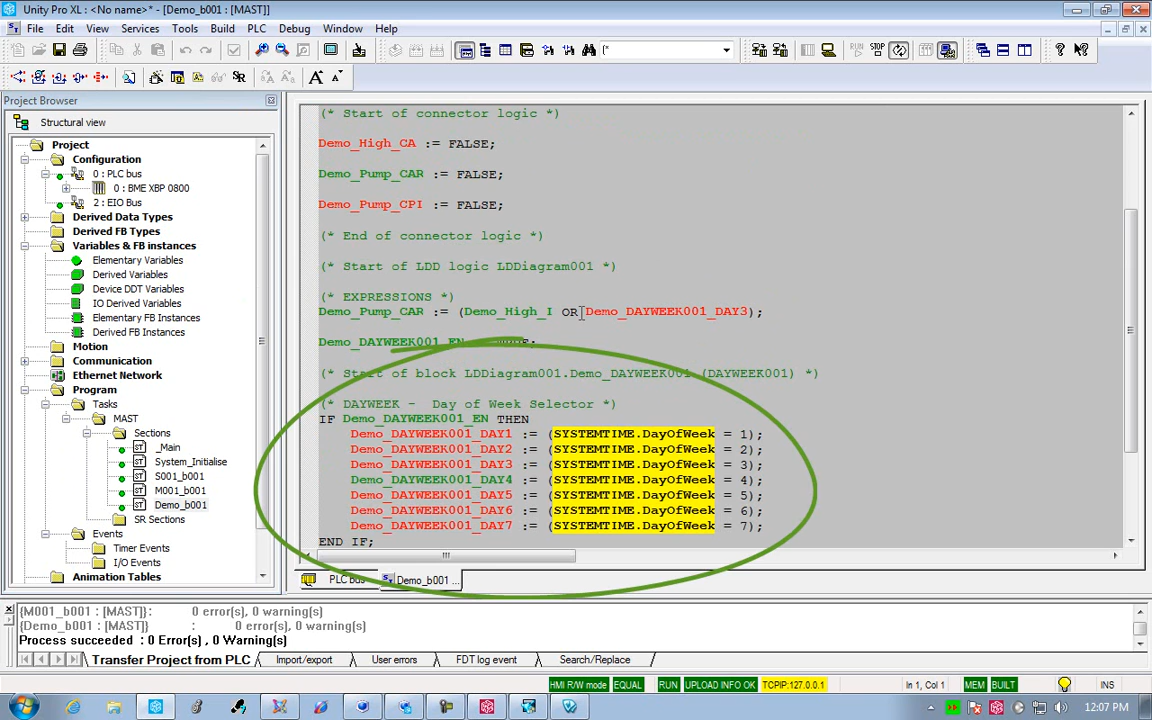 Unity Pro XL : <No name>* - [Demo_b001 : [MAST]]
File Edit View Services Tools Build PLC Debug Window Help
Project Browser
Structural view
Project
Configuration
0 : PLC bus
0 : BME XBP 0800
2 : EIO Bus
Derived Data Types
Derived FB Types
Variables & FB instances
Elementary Variables
Derived Variables
Device DDT Variables
IO Derived Variables
Elementary FB Instances
Derived FB Instances
Motion
Communication
Ethernet Network
Program
Tasks
MAST
Sections
_Main
System_Initialise
S001_b001
M001_b001
Demo_b001
SR Sections
Events
Timer Events
I/O Events
Animation Tables
(* Start of connector logic *)
Demo_High_CA := FALSE;
Demo_Pump_CAR := FALSE;
Demo_Pump_CPI := FALSE;
(* End of connector logic *)
(* Start of LDD logic LDDiagram001 *)
(* EXPRESSIONS *)
Demo_Pump_CAR := (Demo_High_I OR Demo_DAYWEEK001_DAY3);
Demo_DAYWEEK001_EN
(* Start of block LDDiagram001.Demo_DAYWEEK001 (DAYWEEK001) *)
(* DAYWEEK - Day of Week Selector *)
IF Demo_DAYWEEK001_EN THEN
Demo_DAYWEEK001_DAY1 := (SYSTEMTIME.DayOfWeek = 1);
Demo_DAYWEEK001_DAY2 := (SYSTEMTIME.DayOfWeek = 2);
Demo_DAYWEEK001_DAY3 := (SYSTEMTIME.DayOfWeek = 3);
Demo_DAYWEEK001_DAY4 := (SYSTEMTIME.DayOfWeek = 4);
Demo_DAYWEEK001_DAY5 := (SYSTEMTIME.DayOfWeek = 5);
Demo_DAYWEEK001_DAY6 := (SYSTEMTIME.DayOfWeek = 6);
Demo_DAYWEEK001_DAY7 := (SYSTEMTIME.DayOfWeek = 7);
END IF;
PLC bus Demo_b001 ...
{M001_b001 : [MAST]} : 0 error(s), 0 warning(s)
{Demo_b001 : [MAST]} : 0 error(s), 0 warning(s)
Process succeeded : 0 Error(s) , 0 Warning(s)
Transfer Project from PLC Import/export User errors FDT log event Search/Replace
HMI R/W mode EQUAL RUN UPLOAD INFO OK TCPIP:127.0.0.1 ln 1, Col 1 MEM BUILT INS
12:07 PM